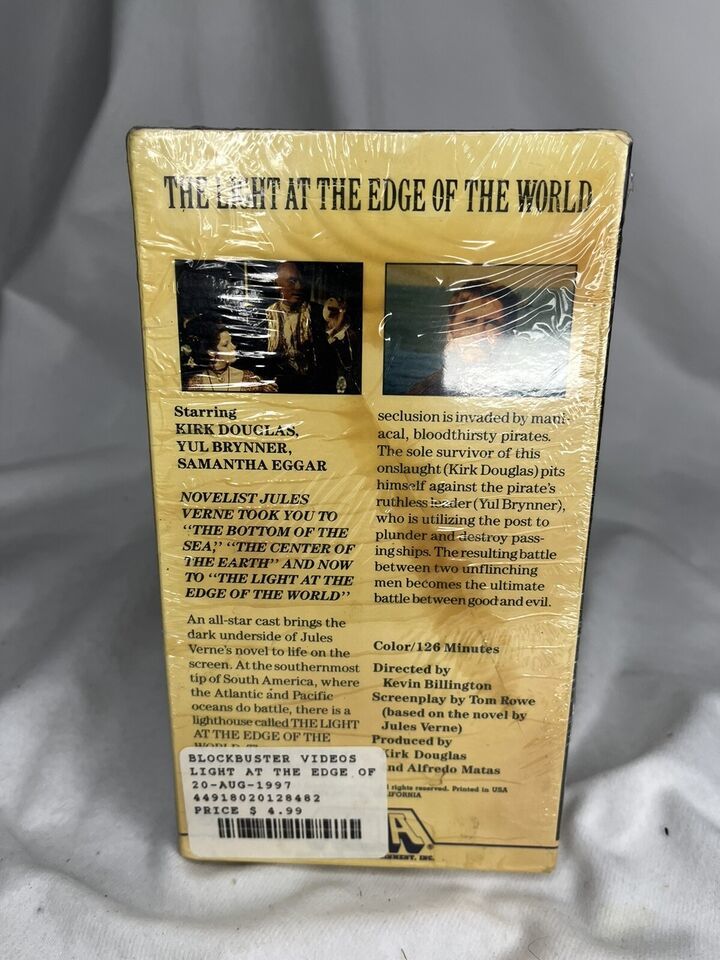 THE LIGHT AT THE EDGE OF THE WORLD
Starring
KIRK DOUGLAS,
YUL BRYNNER,
SAMANTHA EGGAR
NOVELIST JULES
VERNE TOOK YOU TO
“THE BOTTOM OF THE
SEA,” “THE CENTER OF
THE EARTH” AND NOW
TO “THE LIGHT AT THE
EDGE OF THE WORLD”
An all-star cast brings the
dark underside of Jules
Verne's novel to life on the
screen. At the southernmost
tip of South America, where
the Atlantic and Pacific
oceans do battle, there is a
lighthouse called THE LIGHT
AT THE EDGE OF THE
seclusion is invaded by mani-
acal, bloodthirsty pirates.
The sole survivor of this
onslaught (Kirk Douglas) pits
himself against the pirate's
ruthless leader (Yul Brynner),
who is utilizing the post to
plunder and destroy pass-
ing ships. The resulting battle
between two unflinching
men becomes the ultimate
battle between good and evil.
Color/126 Minutes
Directed by
Kevin Billington
Screenplay by Tom Rowe
(based on the novel by
Jules Verne)
Produced by
Kirk Douglas
and Alfredo Matas
rights reserved. Printed in USA
BLOCKBUSTER VIDEOS
LIGHT AT THE EDGE OF
20-AUG-1997
44918020128482
PRICE $ 4.99
INC.